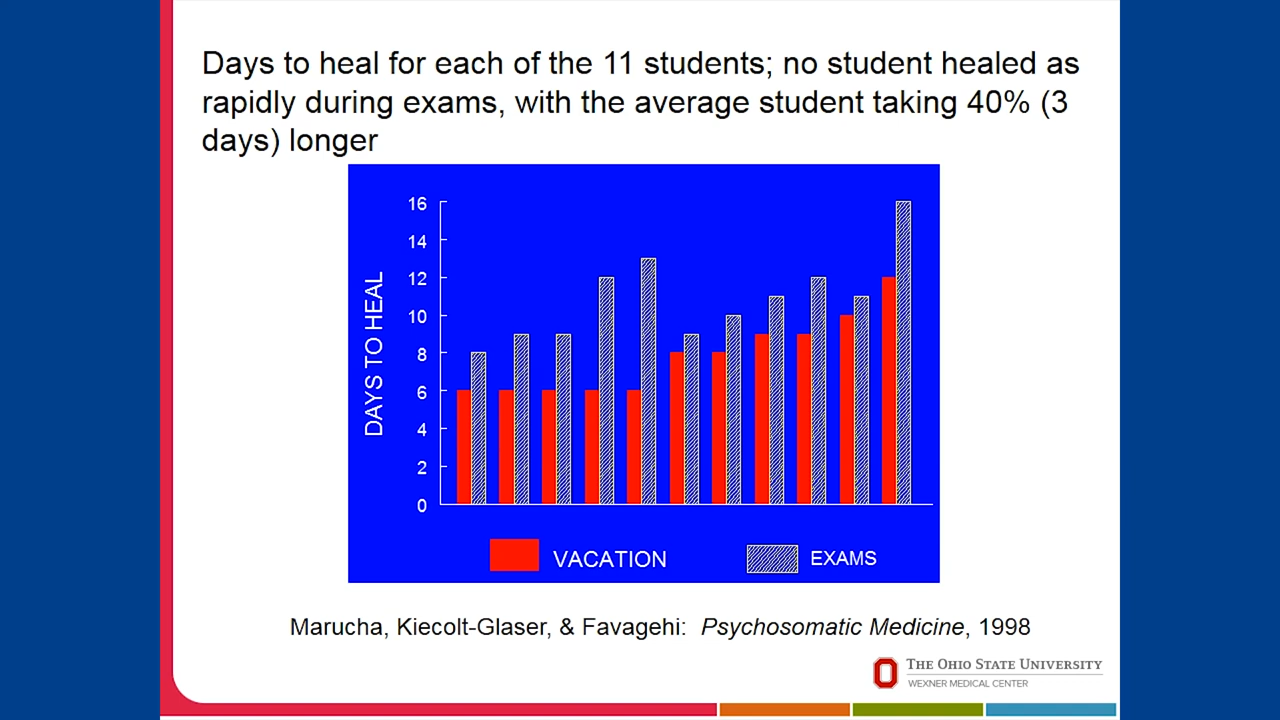 Days to heal for each of the 11 students; no student healed as
rapidly during exams, with the average student taking 40% (3
days) longer
16
14
12
10
8
6
4
2
0
DAYS TO HEAL
VACATION
EXAMS
Marucha, Kiecolt-Glaser, & Favagehi: Psychosomatic Medicine, 1998
THE OHIO STATE UNIVERSITY
WEXNER MEDICAL CENTER